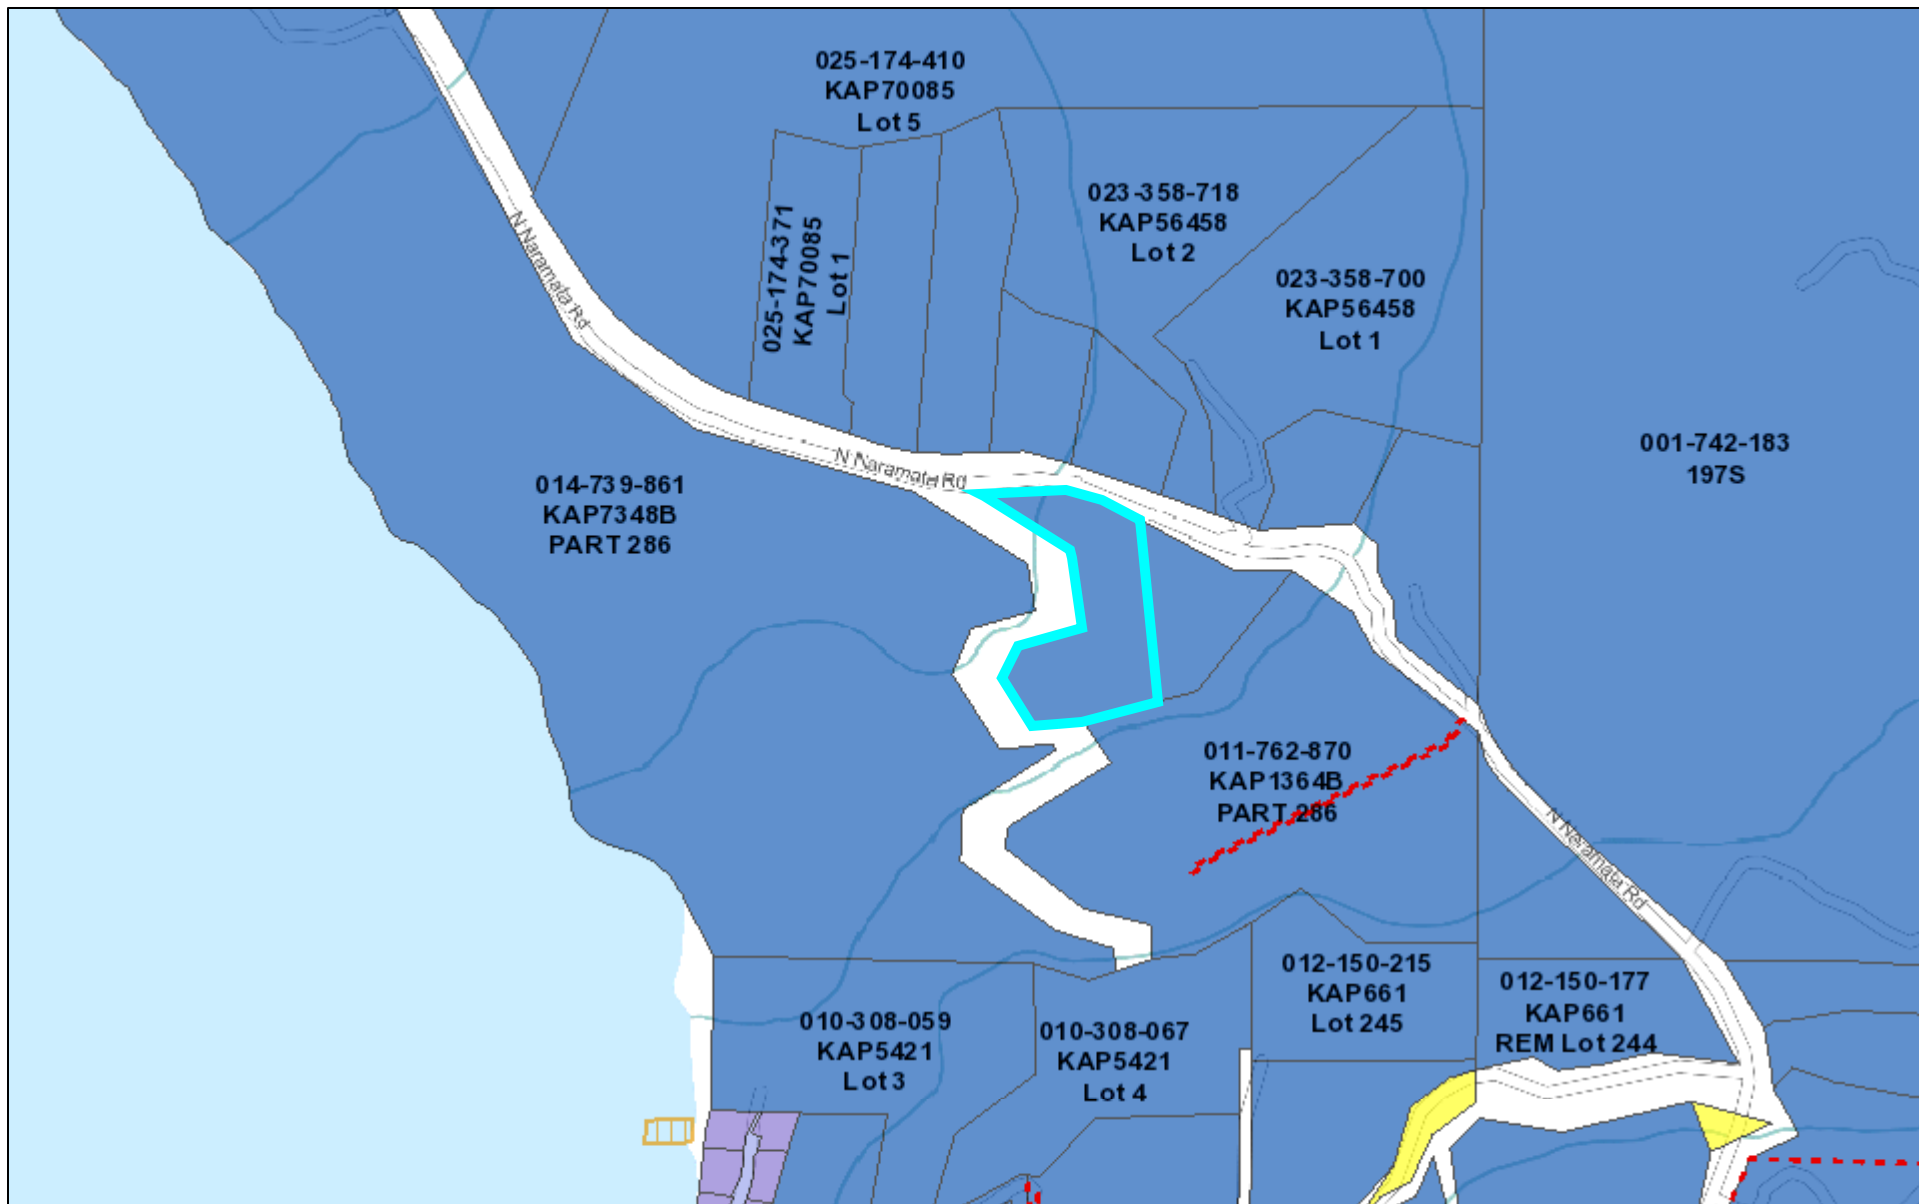 025-174-410
KAP70085
Lot 5
023-358-718
KAP56458
Lot 2
025-174-371
KAP70085
Lot 1
N Naramata Rd
023-358-700
KAP56458
Lot 1
001-742-183
197S
N Naramata Rd
014-739-861
KAP7348B
PART 286
011-762-870
KAP1364B
PART 286
N Naramata Rd
012-150-215
KAP661
Lot 245
012-150-177
KAP661
REM Lot 244
010-308-059
KAP5421
Lot 3
010-308-067
KAP5421
Lot 4